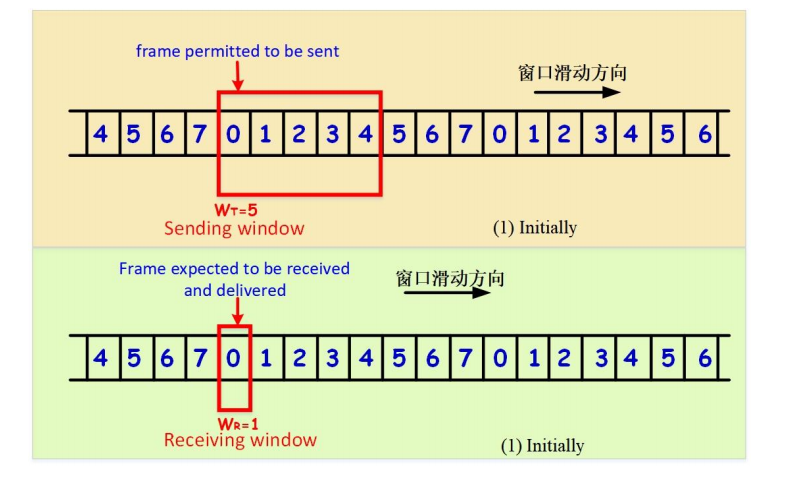 frame permitted to be sent
窗口滑动方向
4 5 6 7 0 1 2 3 4 5 6 7 0 1 2 3 4 5 6
WT=5
Sending window
(1) Initially
Frame expected to be received
and delivered
窗口滑动方向
4 5 6 7 0 1 2 3 4 5 6 7 0 1 2 3 4 5 6
WR=1
Receiving window
(1) Initially